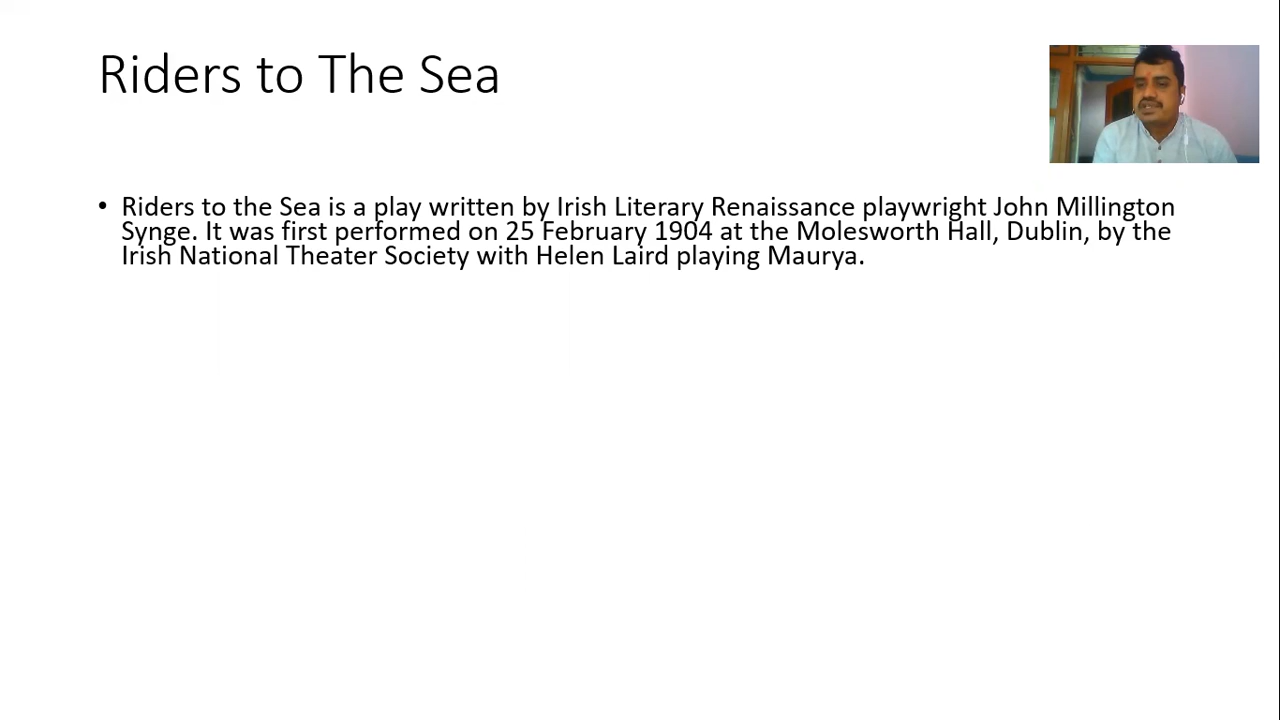 Riders to The Sea
• Riders to the Sea is a play written by Irish Literary Renaissance playwright John Millington
Synge. It was first performed on 25 February 1904 at the Molesworth Hall, Dublin, by the
Irish National Theater Society with Helen Laird playing Maurya.